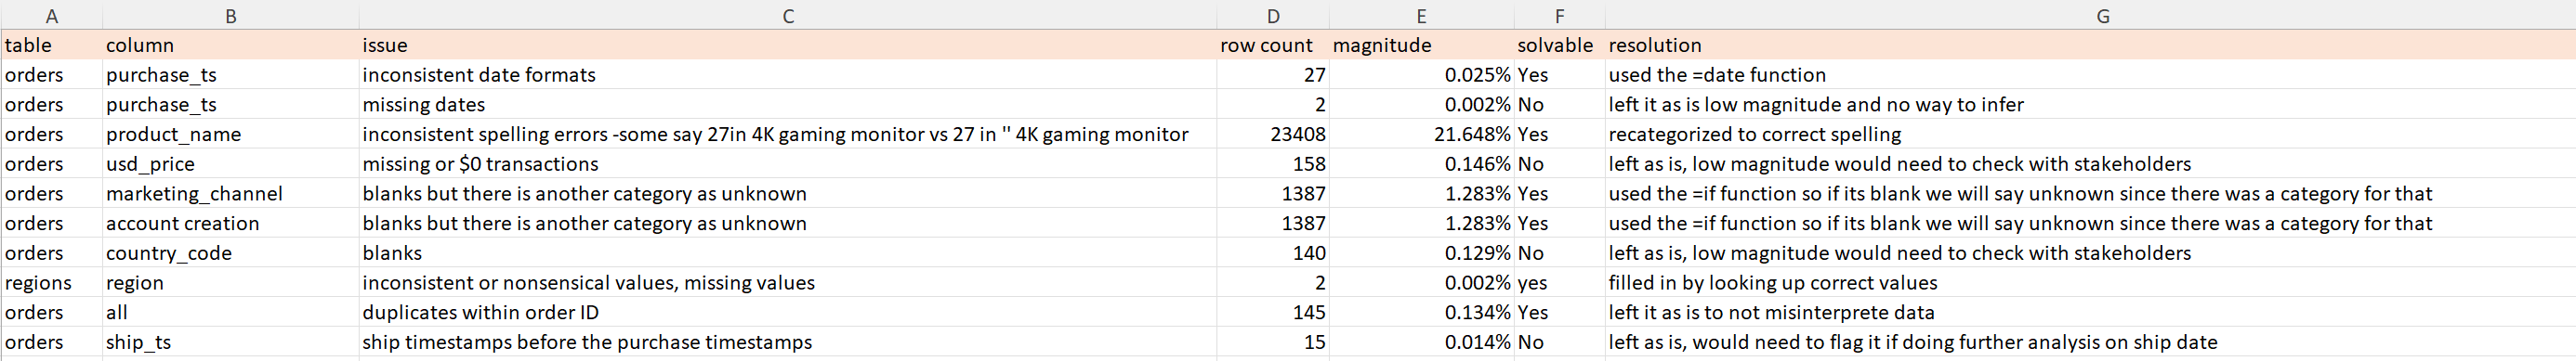 A B C D E F G
table column issue row count magnitude solvable resolution
orders purchase_ts inconsistent date formats 27 0.025% Yes used the =date function
orders purchase_ts missing dates 2 0.002% No left it as is low magnitude and no way to infer
orders product_name inconsistent spelling errors -some say 27in 4K gaming monitor vs 27 in " 4K gaming monitor 23408 21.648% Yes recategorized to correct spelling
orders usd_price missing or $0 transactions 158 0.146% No left as is, low magnitude would need to check with stakeholders
orders marketing_channel blanks but there is another category as unknown 1387 1.283% Yes used the =if function so if its blank we will say unknown since there was a category for that
orders account creation blanks but there is another category as unknown 1387 1.283% Yes used the =if function so if its blank we will say unknown since there was a category for that
orders country_code blanks 140 0.129% No left as is, low magnitude would need to check with stakeholders
regions region inconsistent or nonsensical values, missing values 2 0.002% yes filled in by looking up correct values
orders all duplicates within order ID 145 0.134% Yes left it as is to not misinterprete data
orders ship_ts ship timestamps before the purchase timestamps 15 0.014% No left as is, would need to flag it if doing further analysis on ship date